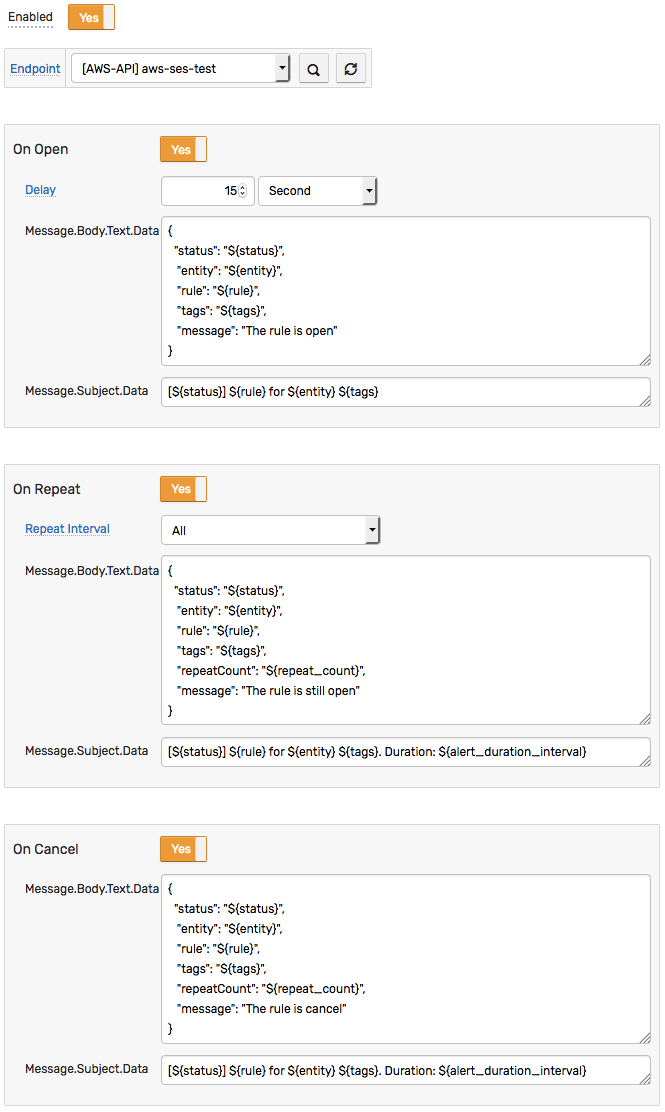 Enabled Yes
Endpoint [AWS-API] aws-ses-test
On Open Yes
Delay 15 Second
Message.Body.Text.Data {
"status": "${status}",
"entity": "${entity}",
"rule": "${rule}",
"tags": "${tags}",
"message": "The rule is open"
}
Message.Subject.Data [${status}] ${rule} for ${entity} ${tags}
On Repeat Yes
Repeat Interval All
Message.Body.Text.Data {
"status": "${status}",
"entity": "${entity}",
"rule": "${rule}",
"tags": "${tags}",
"repeatCount": "${repeat_count}",
"message": "The rule is still open"
}
Message.Subject.Data [${status}] ${rule} for ${entity} ${tags}. Duration: ${alert_duration_interval}
On Cancel Yes
Message.Body.Text.Data {
"status": "${status}",
"entity": "${entity}",
"rule": "${rule}",
"tags": "${tags}",
"repeatCount": "${repeat_count}",
"message": "The rule is cancel"
}
Message.Subject.Data [${status}] ${rule} for ${entity} ${tags}. Duration: ${alert_duration_interval}